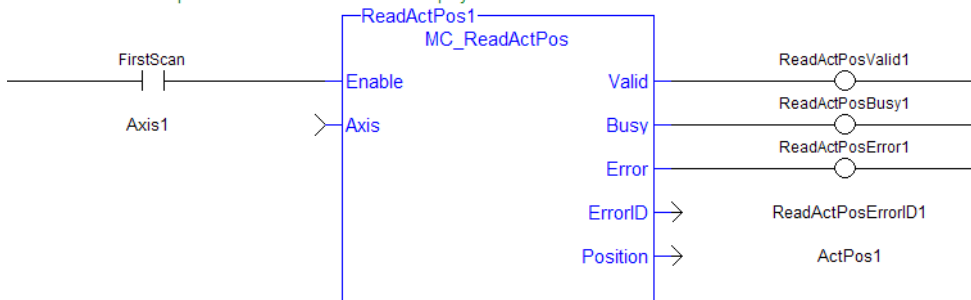 ReadActPos1
MC_ReadActPos
FirstScan
Enable
Valid
ReadActPosValid1
Axis1
Axis
Busy
ReadActPosBusy1
Error
ReadActPosError1
ErrorID
ReadActPosErrorID1
Position
ActPos1